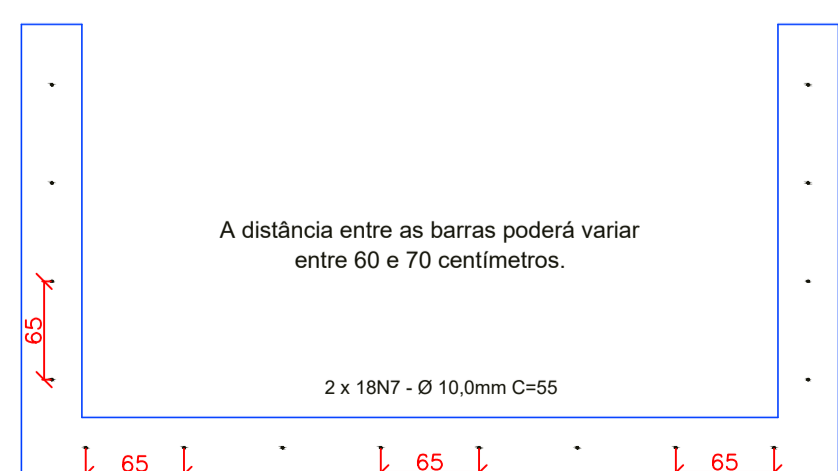 A distância entre as barras poderá variar
entre 60 e 70 centímetros.
65
2 x 18N7 - Ø 10,0mm C=55
65
65
65